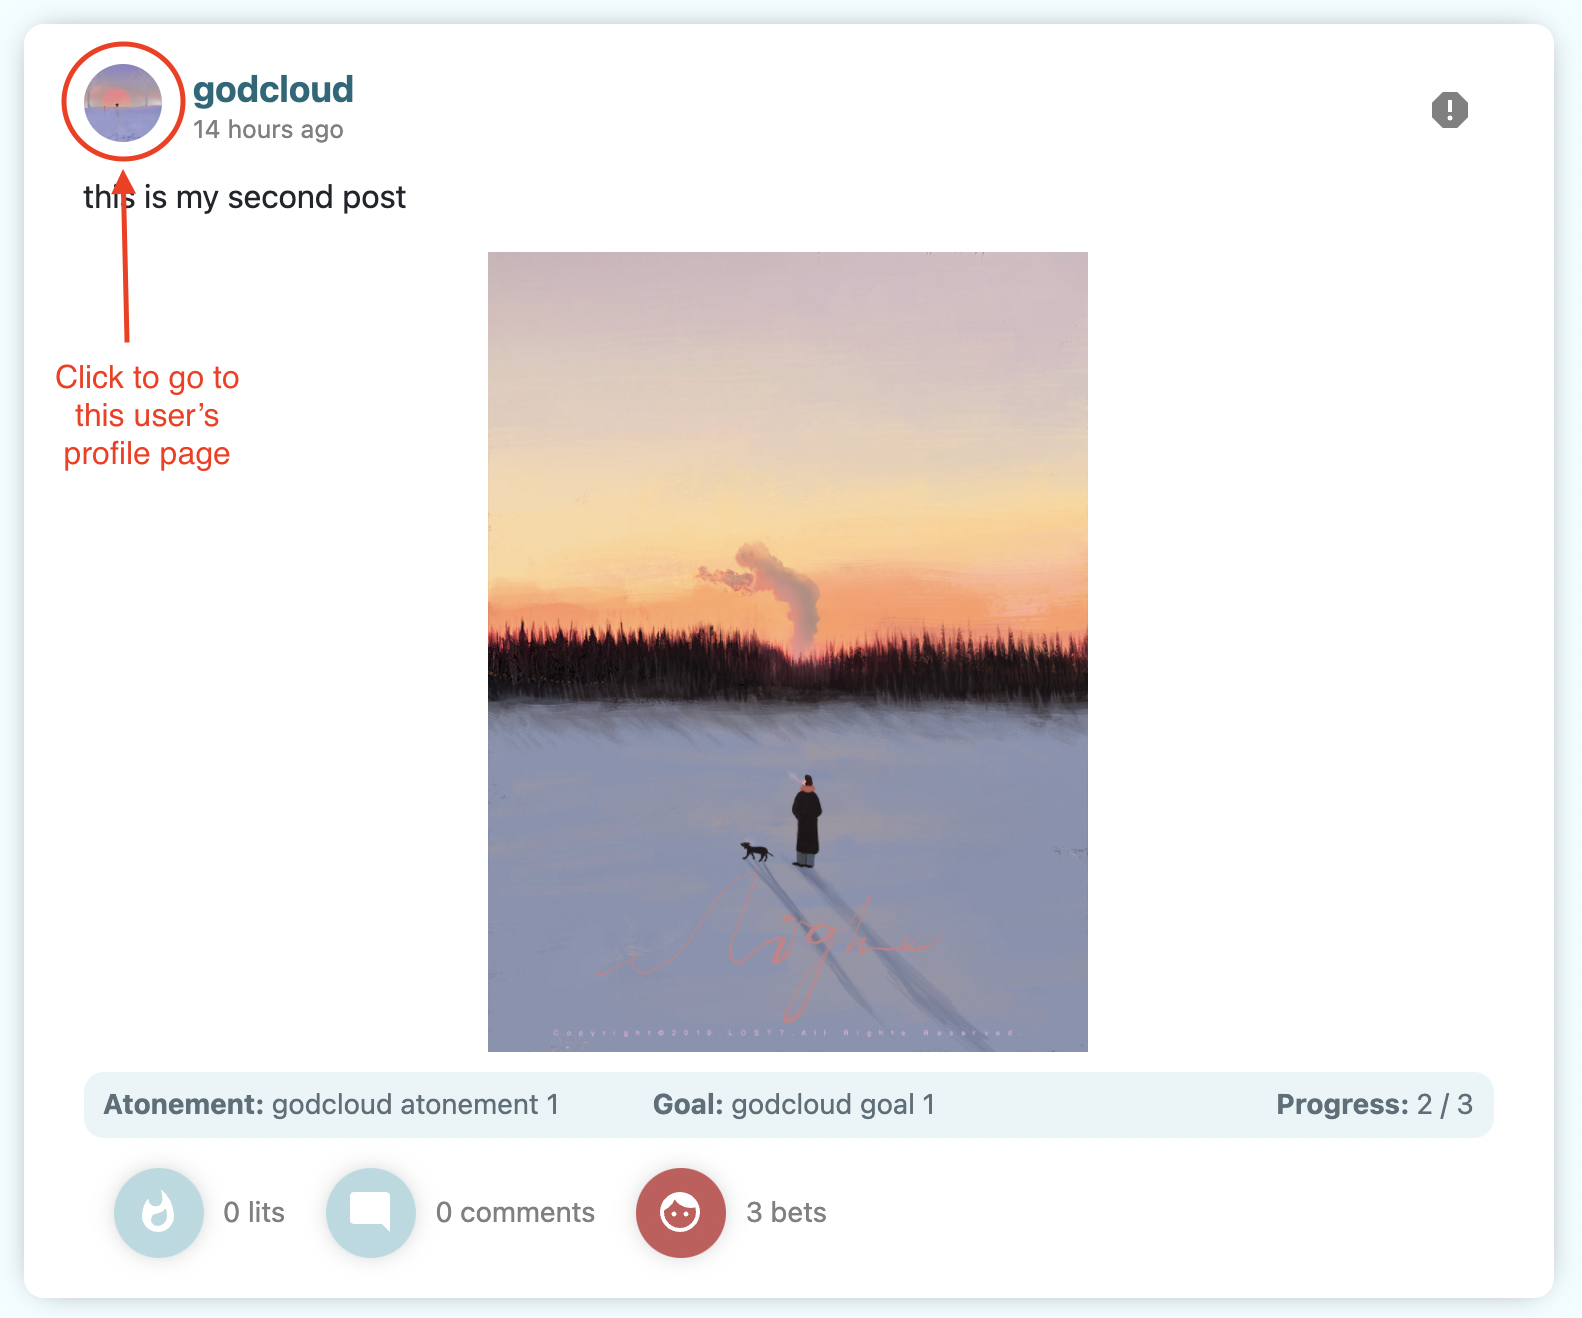 godcloud
14 hours ago
this is my second post
Click to go to
this user’s
profile page
Copyright©2019.LOST7.All Rights Reserved.
Atonement: godcloud atonement 1
Goal: godcloud goal 1
Progress: 2 / 3
0 lits
0 comments
3 bets